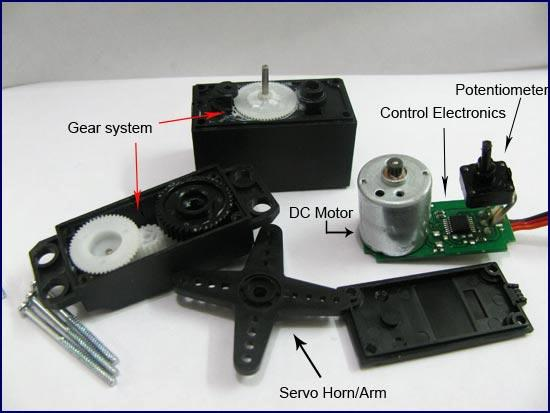 Potentiometer
Control Electronics
Gear system
DC Motor
Servo Horn/Arm